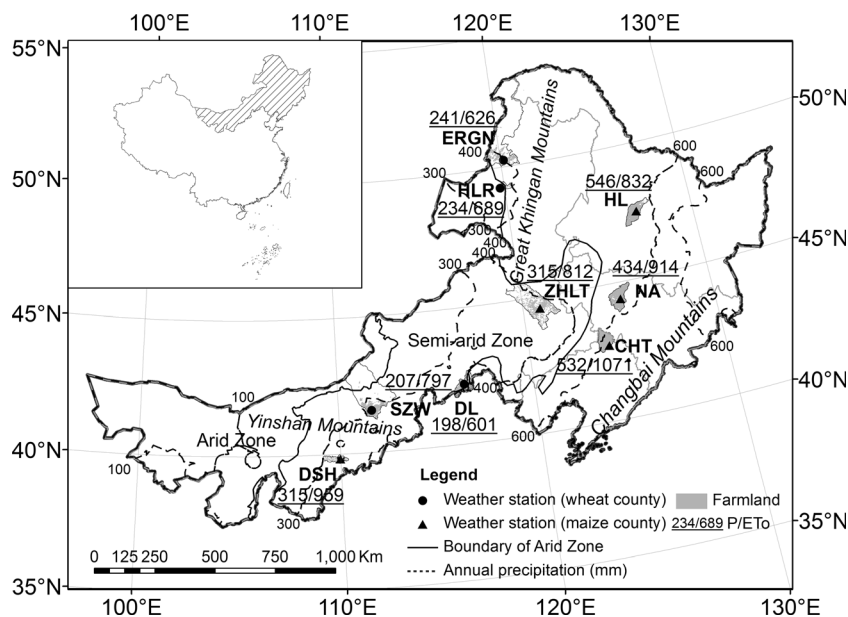 100°E 110°E 120°E 130°E
55°N
50°N
241/626
ERGN
400
600
600
300
HLR
546/832
50°N
234/689
HL
300
400
400
Great Khingan Mountains
300
315/812
434/914
45°N
ZHLT
NA
45°N
Semi-arid Zone
CHT
Changbai Mountains
600
532/1071
207/797
400
40°N
100
SZW
DL
Yinshan Mountains
198/601
600
40°N
Arid Zone
100
DSH
315/959
300
Legend
Weather station (wheat county)
Farmland
Weather station (maize county)
234/689 P/ETo
35°N
Boundary of Arid Zone
Annual precipitation (mm)
0 125 250 500 750 1,000 Km
35°N
100°E 110°E 120°E 130°E